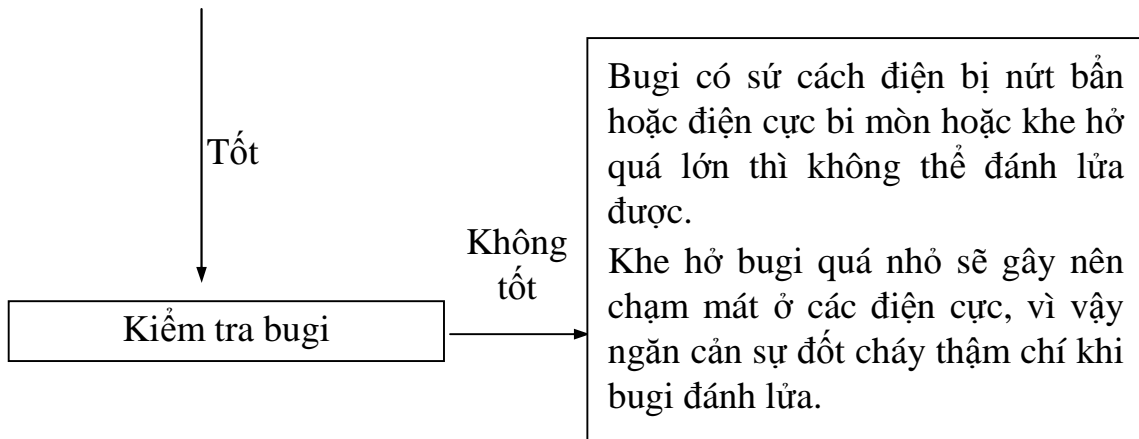 Tốt
Kiểm tra bugi
Không
tốt
Bugi có sứ cách điện bị nứt bẩn
hoặc điện cực bi mòn hoặc khe hở
quá lớn thì không thể đánh lửa
được.
Khe hở bugi quá nhỏ sẽ gây nên
chạm mát ở các điện cực, vì vậy
ngăn cản sự đốt cháy thậm chí khi
bugi đánh lửa.